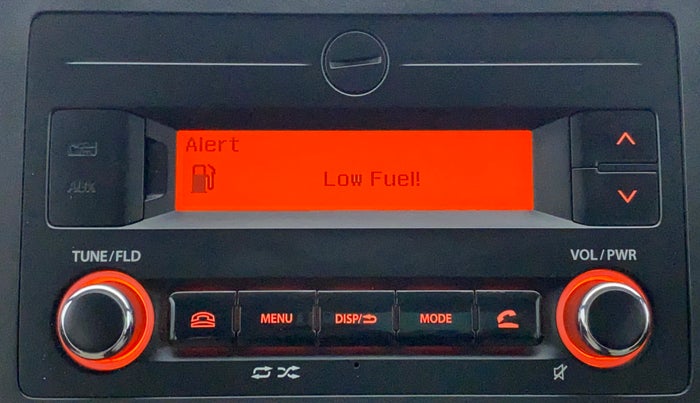 Alert
Low Fuel!
AUX
TUNE/FLD
VOL/PWR
MENU
DISP/
MODE